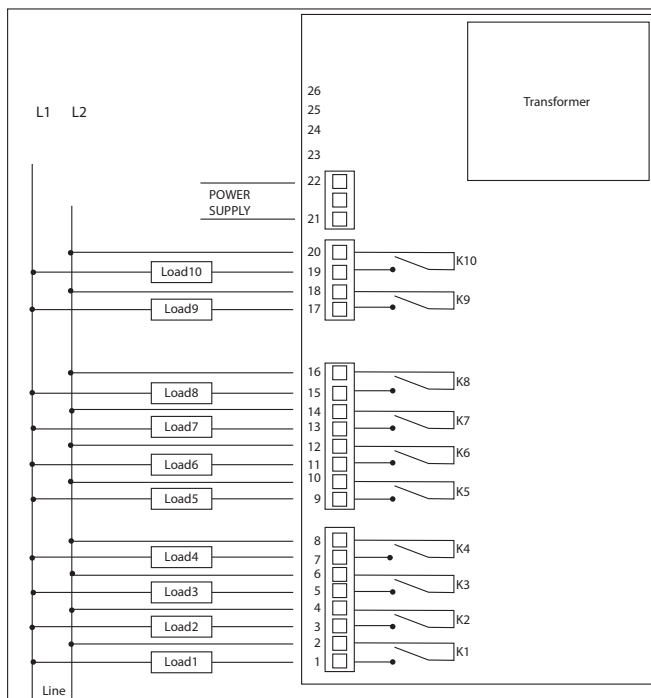 Transformer
26
25
L1 L2
24
23
22
POWER
SUPPLY
21
20
K10
Load10 19
18
K9
Load9 17
16
K8
Load8 15
14
K7
Load7 13
12
K6
Load6 11
10
K5
Load5 9
8
K4
Load4 7
6
K3
Load3 5
4
K2
Load2 3
2
K1
Load1 1
Line